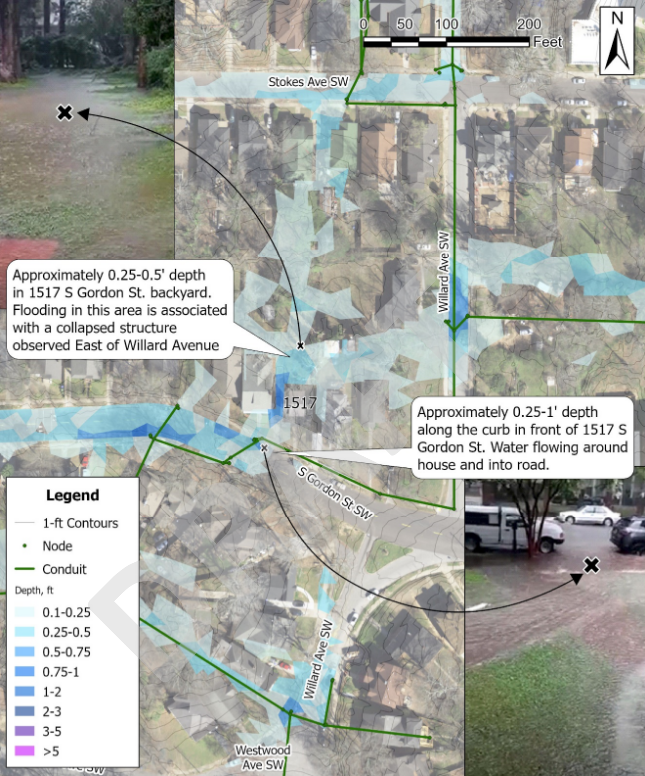 0 50 100 200
Feet
N
Stokes Ave SW
Willard Ave SW
Approximately 0.25-0.5' depth
in 1517 S Gordon St. backyard.
Flooding in this area is associated
with a collapsed structure
observed East of Willard Avenue
1517
Approximately 0.25-1' depth
along the curb in front of 1517 S
Gordon St. Water flowing around
house and into road.
S Gordon St SW
Legend
1-ft Contours
Node
Conduit
Depth, ft
0.1-0.25
0.25-0.5
0.5-0.75
0.75-1
1-2
2-3
3-5
>5
Willard Ave SW
Westwood
Ave SW
Ave SW